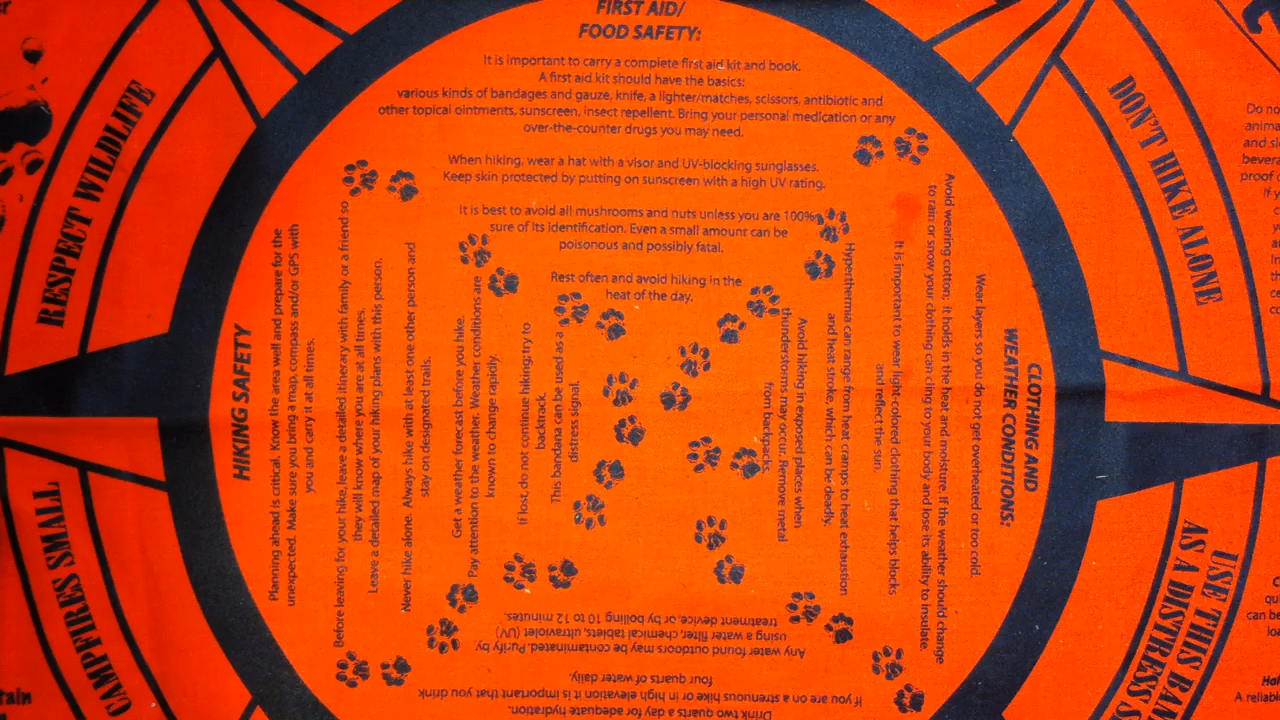 FIRST AID/
FOOD SAFETY:
It is important to carry a complete first aid kit and book.
A first aid kit should have the basics:
various kinds of bandages and gauze, knife, a lighter/matches, scissors, antibiotic and
other topical ointments, sunscreen, insect repellent. Bring your personal medication or any
over-the-counter drugs you may need.
When hiking, wear a hat with a visor and UV-blocking sunglasses.
Keep skin protected by putting on sunscreen with a high UV rating.
It is best to avoid all mushrooms and nuts unless you are 100%
sure of its identification. Even a small amount can be
poisonous and possibly fatal.
Rest often and avoid hiking in the
heat of the day.
CLOTHING AND
WEATHER CONDITIONS:
Wear layers so you do not get overheated or too cold.
Avoid wearing cotton; it holds in the heat and moisture. If the weather should change
to rain or snow your clothing can cling to your body and lose its ability to insulate.
It is important to wear light-colored clothing that helps blocks
and reflect the sun.
Hyperthermia can range from heat cramps to heat exhaustion
and heat stroke, which can be deadly.
Avoid hiking in exposed places when
thunderstorms may occur. Remove metal
from backpacks.
Drink two quarts a day for adequate hydration.
If you are on a strenuous hike or in high elevation it is important that you drink
four quarts of water daily.
Any water found outdoors may be contaminated. Purify by
using a water filter, chemical tablets, ultraviolet (UV)
treatment device, or by boiling 10 to 12 minutes.
HIKING SAFETY
Planning ahead is critical. Know the area well and prepare for the
unexpected. Make sure you bring a map, compass and/or GPS with
you and carry it at all times.
Before leaving for your hike, leave a detailed itinerary with family or a friend so
they will know where you are at all times.
Leave a detailed map of your hiking plans with this person.
Never hike alone. Always hike with at least one other person and
stay on designated trails.
Get a weather forecast before you hike.
Pay attention to the weather. Weather conditions are
known to change rapidly.
If lost, do not continue hiking; try to
backtrack.
This bandana can be used as a
distress signal.
RESPECT WILDLIFE
CAMPFIRES SMALL
DON'T HIKE ALONE
USE THIS BAN
AS A DISTRESS S
Do no
anima
and sl
bevera
proof c
If y
can be
A reliabl
tain